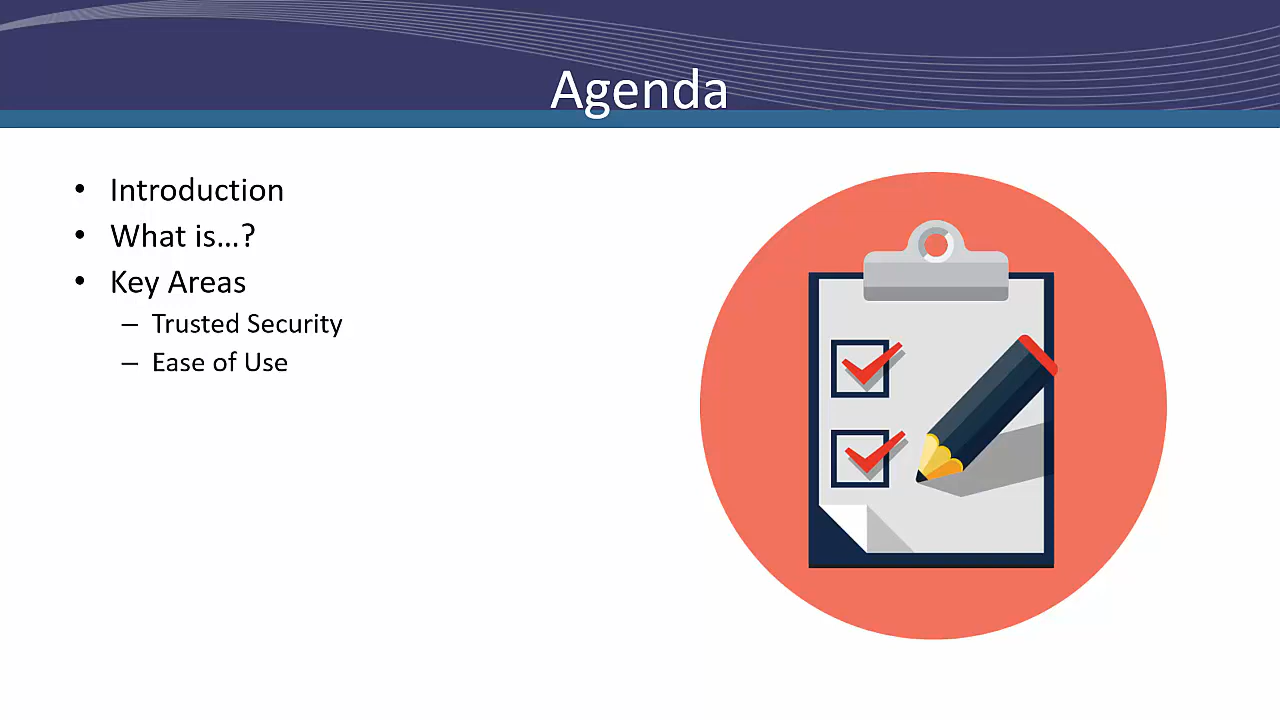 Agenda
• Introduction
• What is…?
• Key Areas
– Trusted Security
– Ease of Use